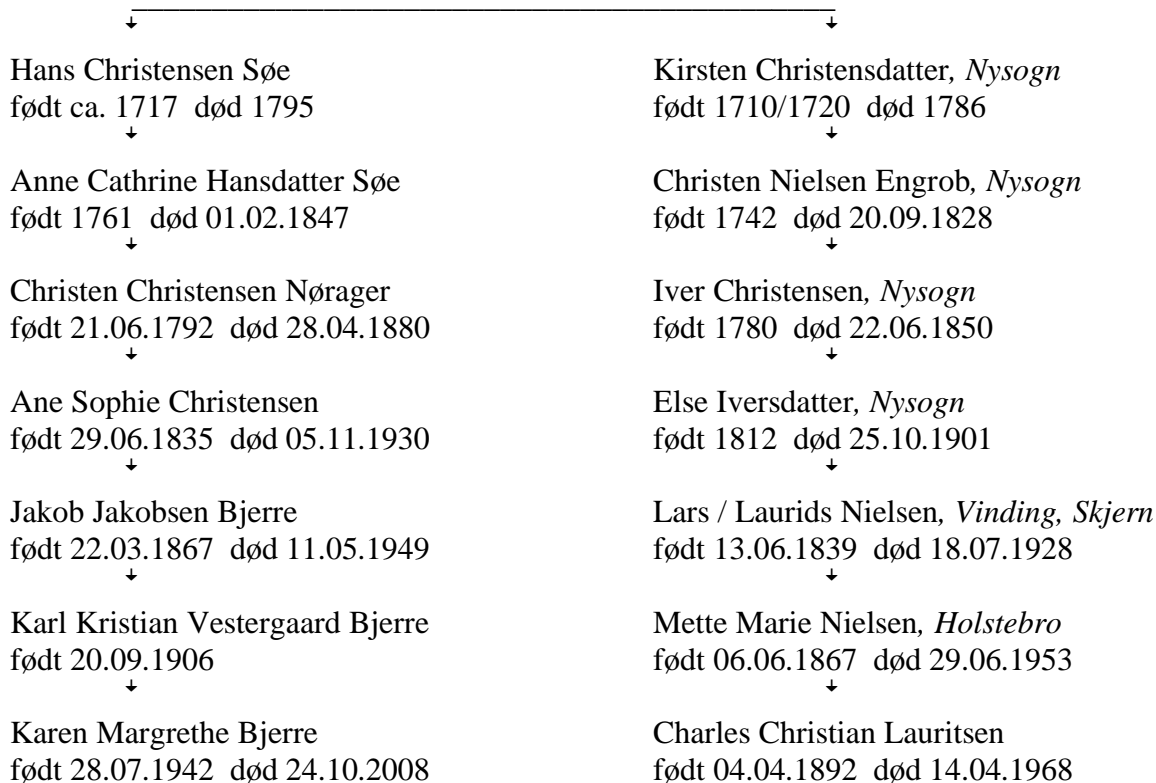 Hans Christensen Søe
født ca. 1717 død 1795
Anne Cathrine Hansdatter Søe
født 1761 død 01.02.1847
Christen Christensen Nørager
født 21.06.1792 død 28.04.1880
Ane Sophie Christensen
født 29.06.1835 død 05.11.1930
Jakob Jakobsen Bjerre
født 22.03.1867 død 11.05.1949
Karl Kristian Vestergaard Bjerre
født 20.09.1906
Karen Margrethe Bjerre
født 28.07.1942 død 24.10.2008
Kirsten Christensdatter, Nysogn
født 1710/1720 død 1786
Christen Nielsen Engrob, Nysogn
født 1742 død 20.09.1828
Iver Christensen, Nysogn
født 1780 død 22.06.1850
Else Iversdatter, Nysogn
født 1812 død 25.10.1901
Lars / Laurids Nielsen, Vinding, Skjern
født 13.06.1839 død 18.07.1928
Mette Marie Nielsen, Holstebro
født 06.06.1867 død 29.06.1953
Charles Christian Lauritsen
født 04.04.1892 død 14.04.1968